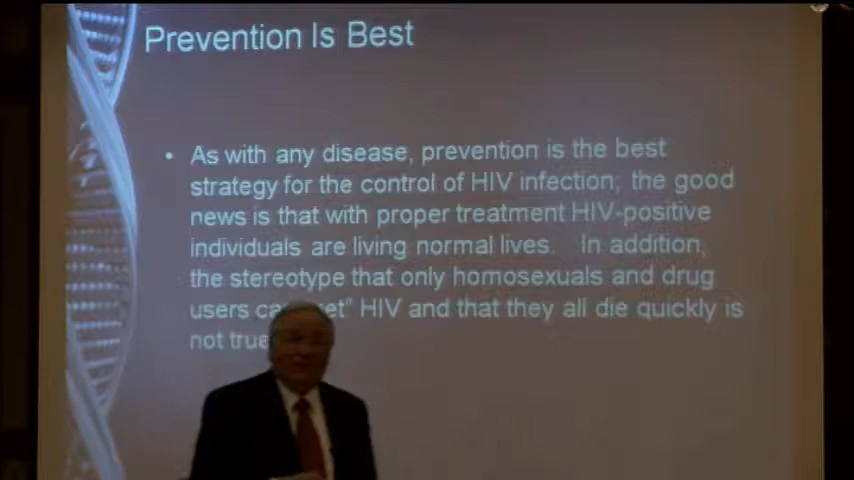 Prevention Is Best
• As with any disease, prevention is the best
strategy for the control of HIV infection; the good
news is that with proper treatment HIV-positive
individuals are living normal lives. In addition,
the stereotype that only homosexuals and drug
users et” HIV and that they all die quickly is
not true